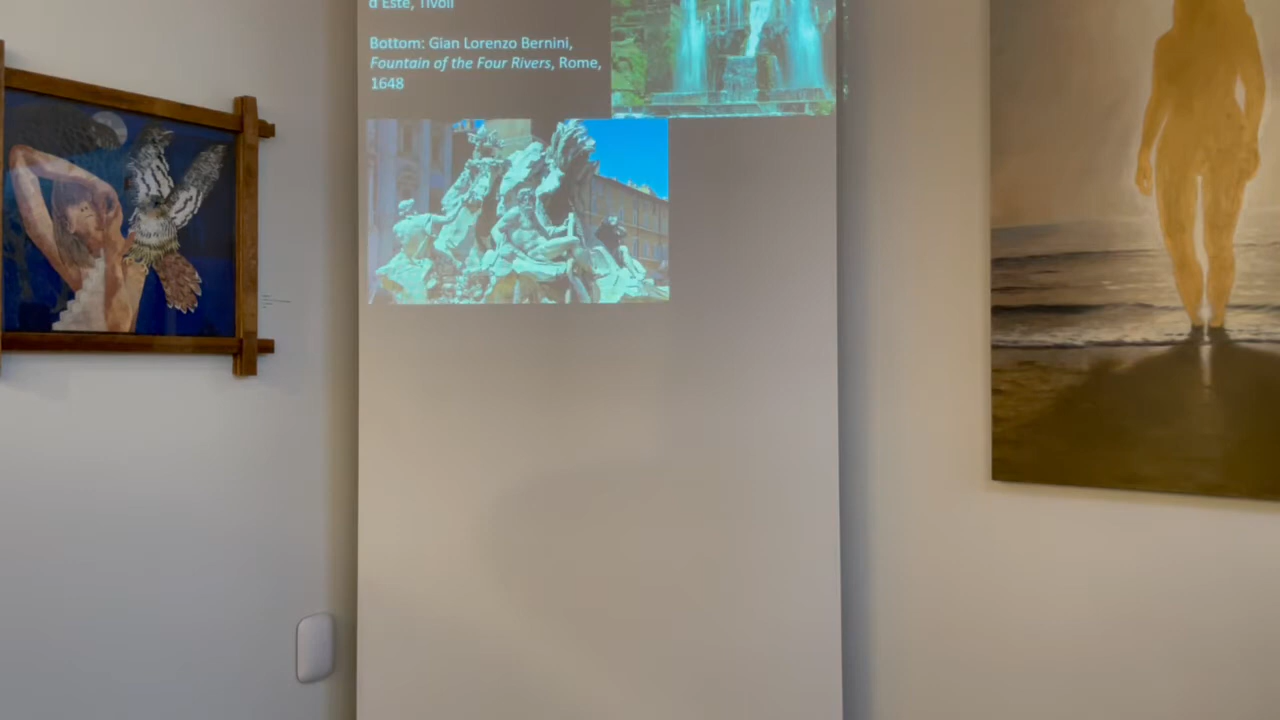 d'Este, Tivoli
Bottom: Gian Lorenzo Bernini,
Fountain of the Four Rivers, Rome,
1648